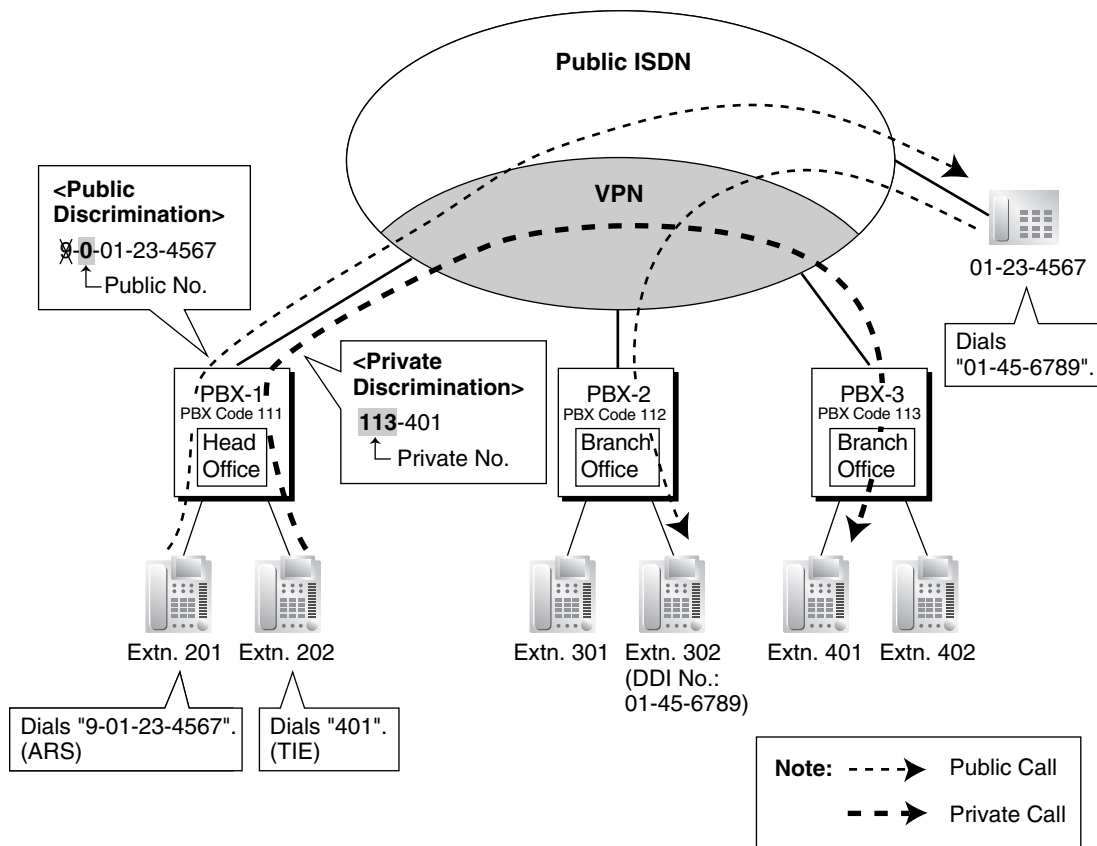 Public ISDN
VPN
<Public
Discrimination>
9-0-01-23-4567
Public No.
01-23-4567
Dials
"01-45-6789".
<Private
Discrimination>
113-401
Private No.
PBX-1
PBX Code 111
Head
Office
PBX-2
PBX Code 112
Branch
Office
PBX-3
PBX Code 113
Branch
Office
Extn. 201
Extn. 202
Extn. 301
Extn. 302
(DDI No.:
01-45-6789)
Extn. 401
Extn. 402
Dials "9-01-23-4567".
(ARS)
Dials "401".
(TIE)
Note:
Public Call
Private Call